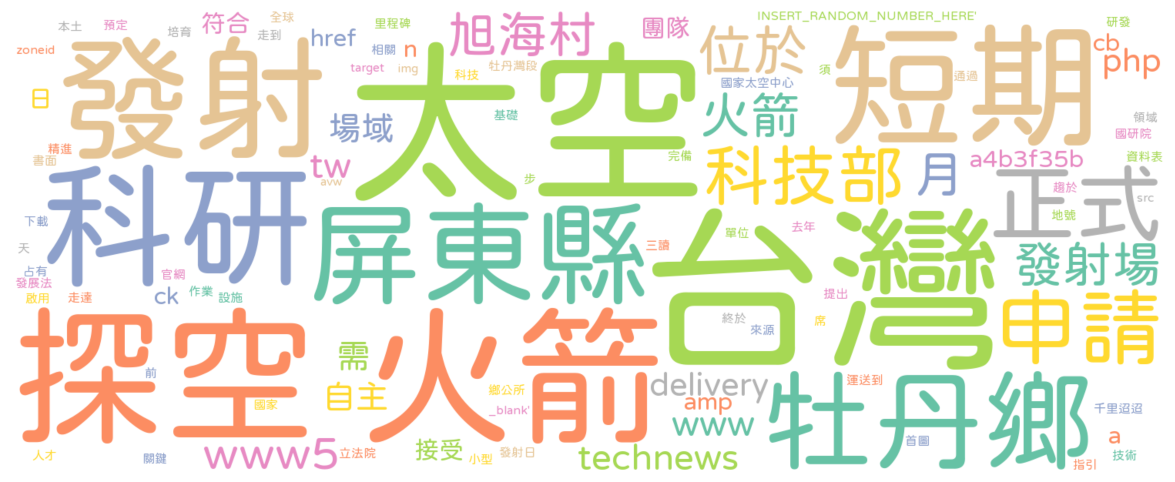 本土
預定
培育
全球
走到
符合
zoneid
發射
日
精進
書面
里程碑
href
相關
n
target
img
avw
旭海村
牡丹灣段
科技
太空
基礎
團隊
場域
tw
完備
步
INSERT_RANDOM_NUMBER_HERE'
位於
須
國家太空中心
火箭
短期
通過
研發
cb
php
領域
國研院
資料表
科技部
月
a4b3f35b
趨於
正式
src
地號
發射場
科研
下載
天
占有
發展法
官網
啟用
走達
ck
作業
設施
屏東縣
三讀
單位
去年
台灣
提出
終於
來源
席
申請
探空火箭
前
國家
需
自主
鄉公所
_blank'
delivery
amp
www
運送到
牡丹鄉
千里迢迢
首圖
a
指引
技術
人才
關鍵
www5
立法院
接受
小型
發射日
technews